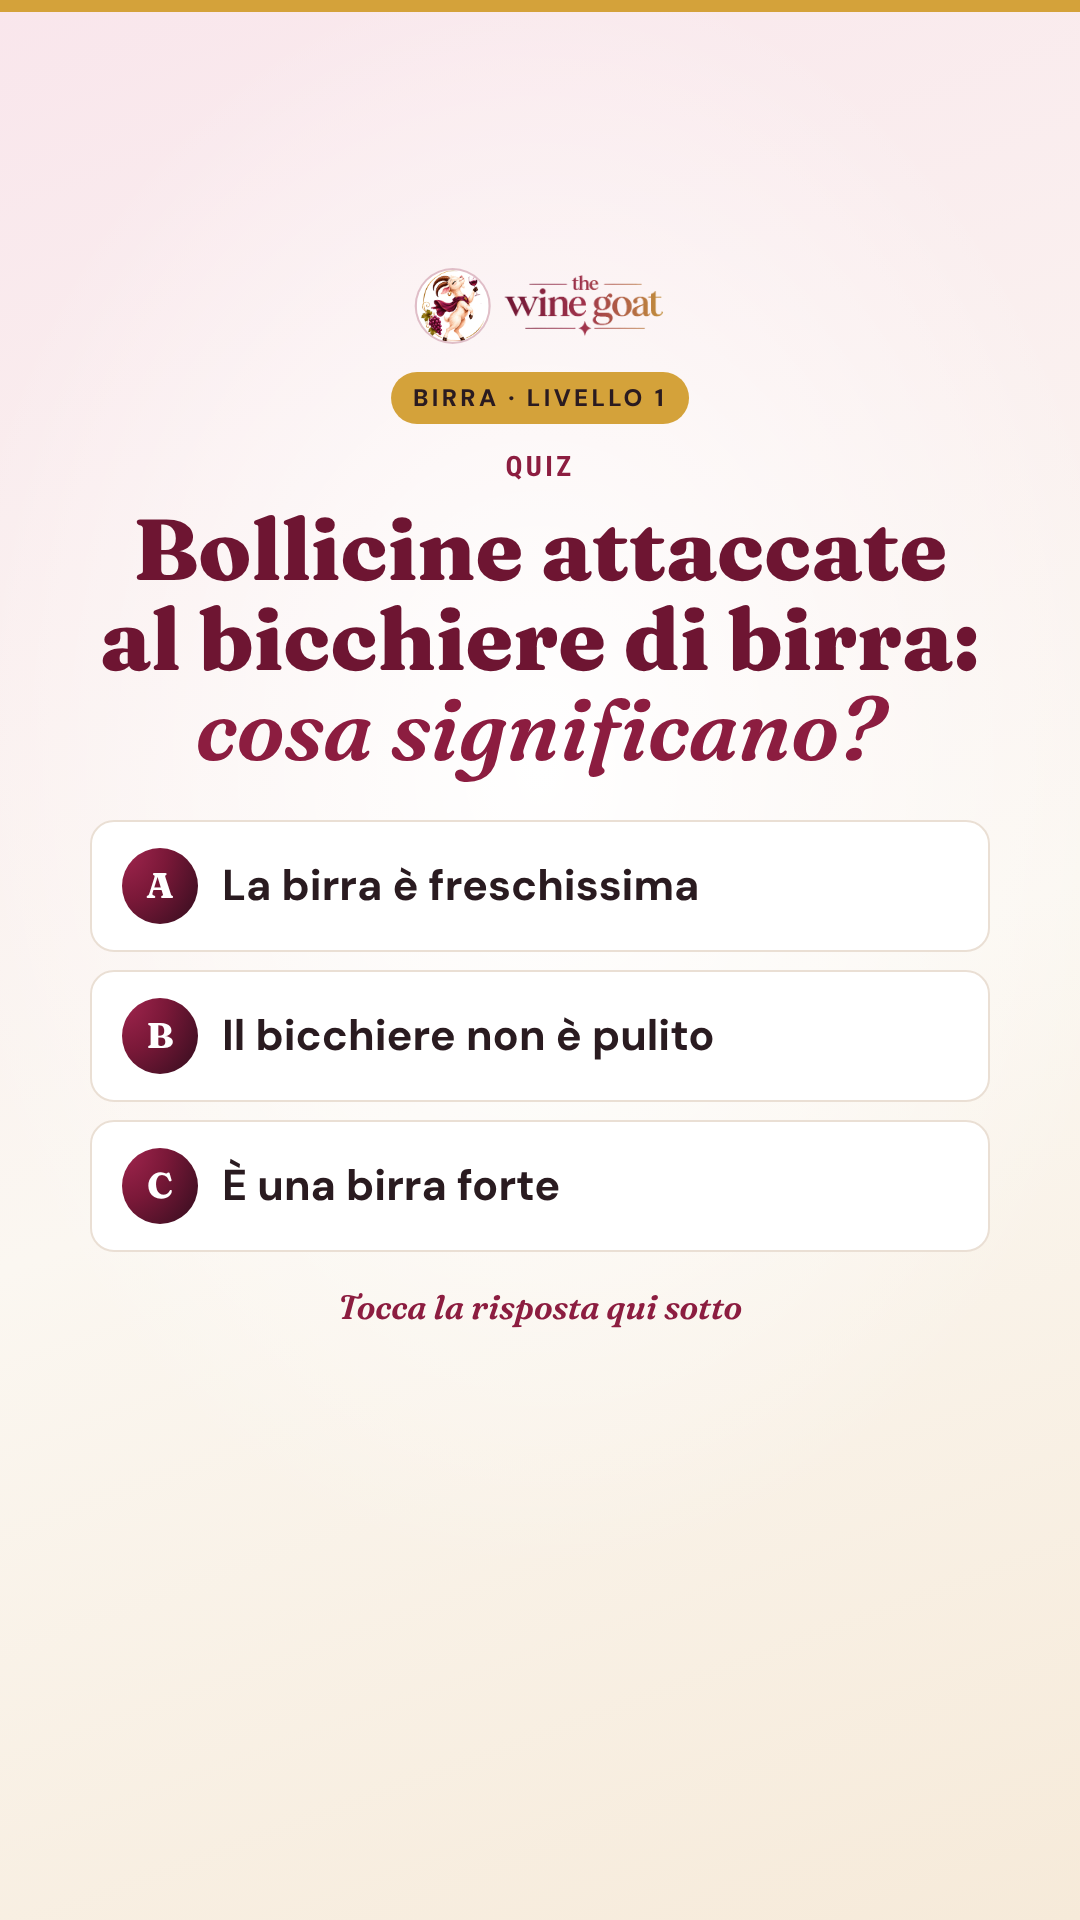 the
wine goat
BIRRA · LIVELLO 1
QUIZ
Bollicine attaccate
al bicchiere di birra:
cosa significano?
A La birra è freschissima
B Il bicchiere non è pulito
C È una birra forte
Tocca la risposta qui sotto